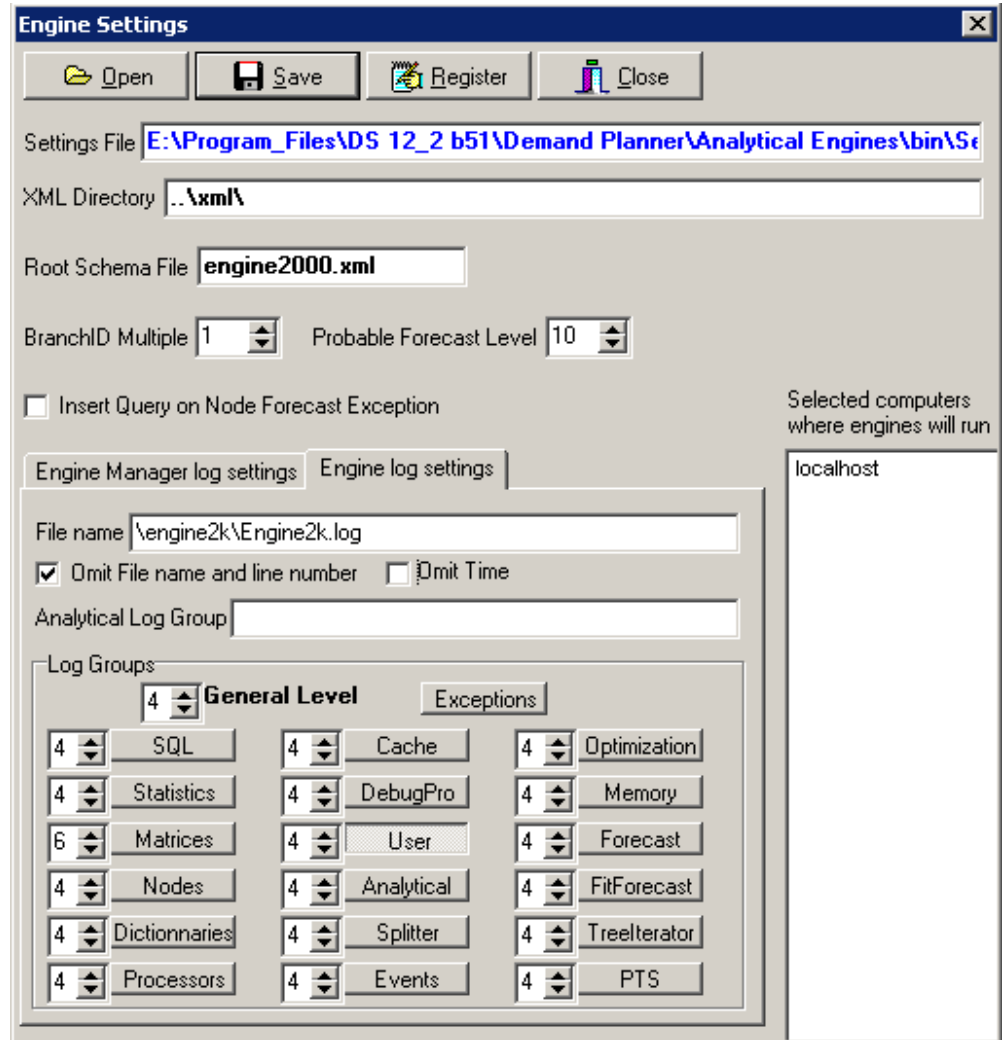 Engine Settings
Open Save Register Close
Settings File E:\Program_Files\DS 12_2 b51\Demand Planner\Analytical Engines\bin\Se
XML Directory ..\xml\
Root Schema File engine2000.xml
BranchID Multiple 1 Probable Forecast Level 10
Insert Query on Node Forecast Exception
Selected computers
where engines will run
localhost
Engine Manager log settings Engine log settings
File name \engine2k\Engine2k.log
Omit File name and line number Omit Time
Analytical Log Group
Log Groups
4 General Level Exceptions
4 SQL 4 Cache 4 Optimization
4 Statistics 4 DebugPro 4 Memory
6 Matrices 4 User 4 Forecast
4 Nodes 4 Analytical 4 FitForecast
4 Dictionnaries 4 Splitter 4 TreeIterator
4 Processors 4 Events 4 PTS